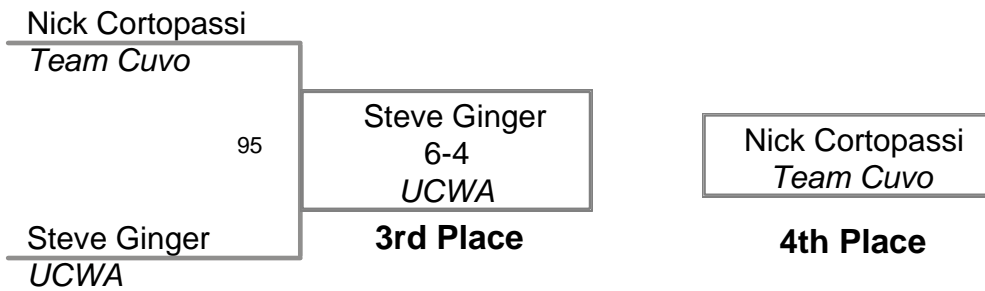 Nick Cortopassi
Team Cuvo
95
Steve Ginger
UCWA
Steve Ginger
6-4
UCWA
3rd Place
Nick Cortopassi
Team Cuvo
4th Place